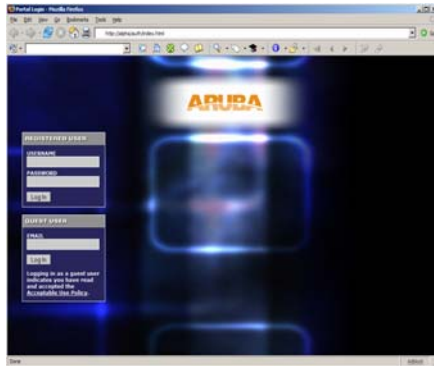 Portal Login - Mozilla Firefox
File Edit View Go Bookmarks Tools Help
ARUBA
REGISTERED USER
USERNAME
PASSWORD
Log In
GUEST USER
EMAIL
Log In
Logging in as a guest user
indicates you have read
and accepted the
Acceptable Use Policy.
Done